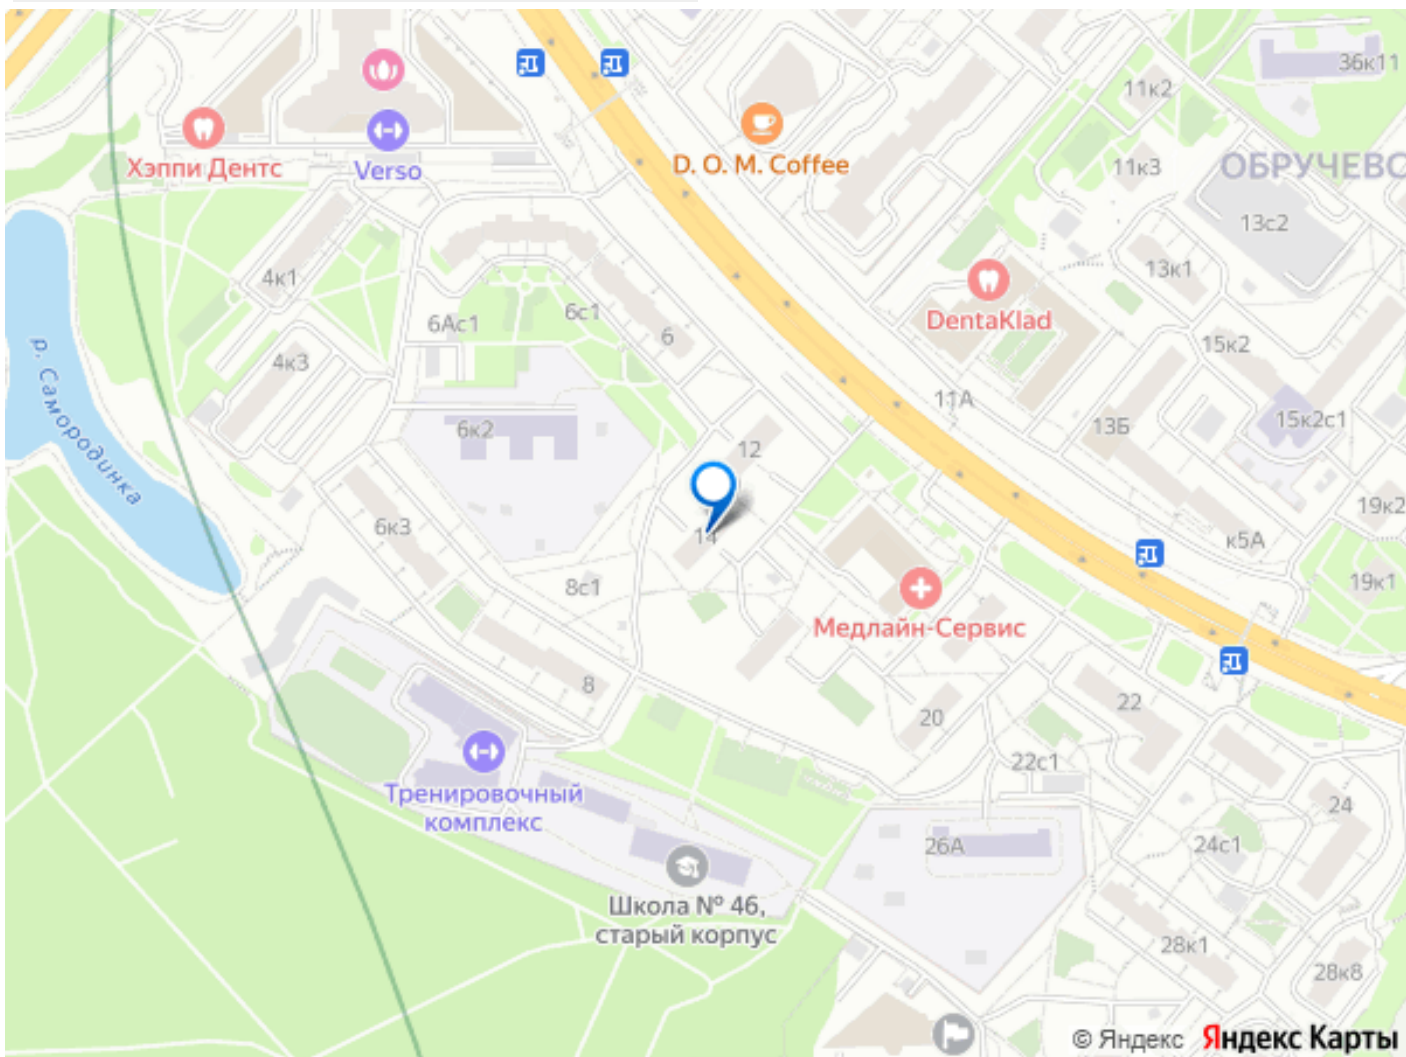 36к11
11к2
Хэппи Дентс
Verso
D. O. M. Coffee
11к3
ОБРУЧЕВС
13с2
4к1
13к1
6Ас1
6с1
6
DentaKlad
15к2
4к3
р. Самородинка
11А
13Б
15к2с1
6к2
12
19к2
6к3
14
к5А
8с1
19к1
Медлайн-Сервис
8
20
22
22с1
Тренировочный
комплекс
24
26А
24с1
Школа № 46,
старый корпус
28к1
28к8
© Яндекс Яндекс Карты